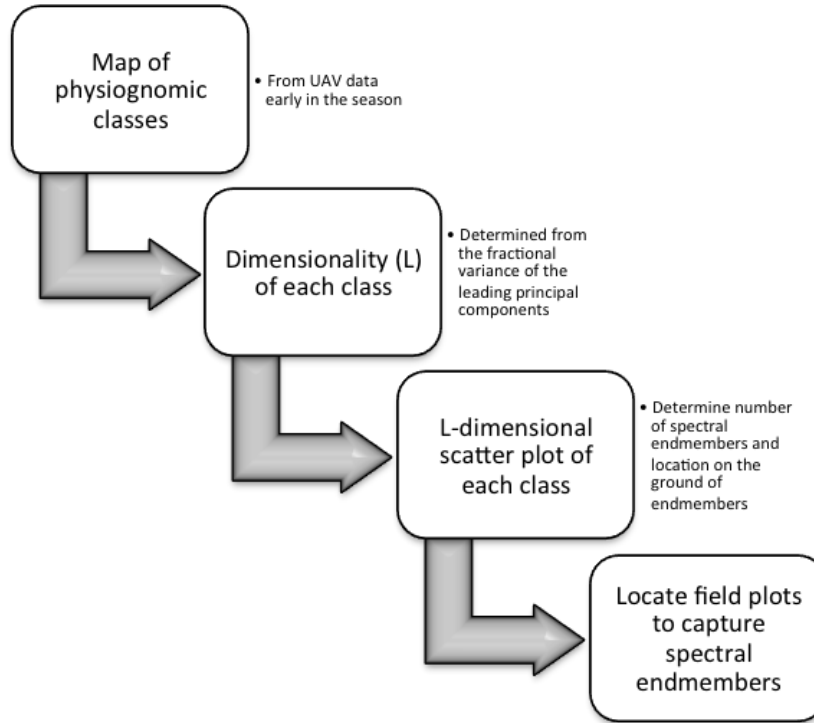 Map of
physiognomic
classes
• From UAV data
early in the season
Dimensionality (L)
of each class
• Determined from
the fractional
variance of the
leading principal
components
L-dimensional
scatter plot of
each class
• Determine number
of spectral
endmembers and
location on the
ground of
endmembers
Locate field plots
to capture
spectral
endmembers